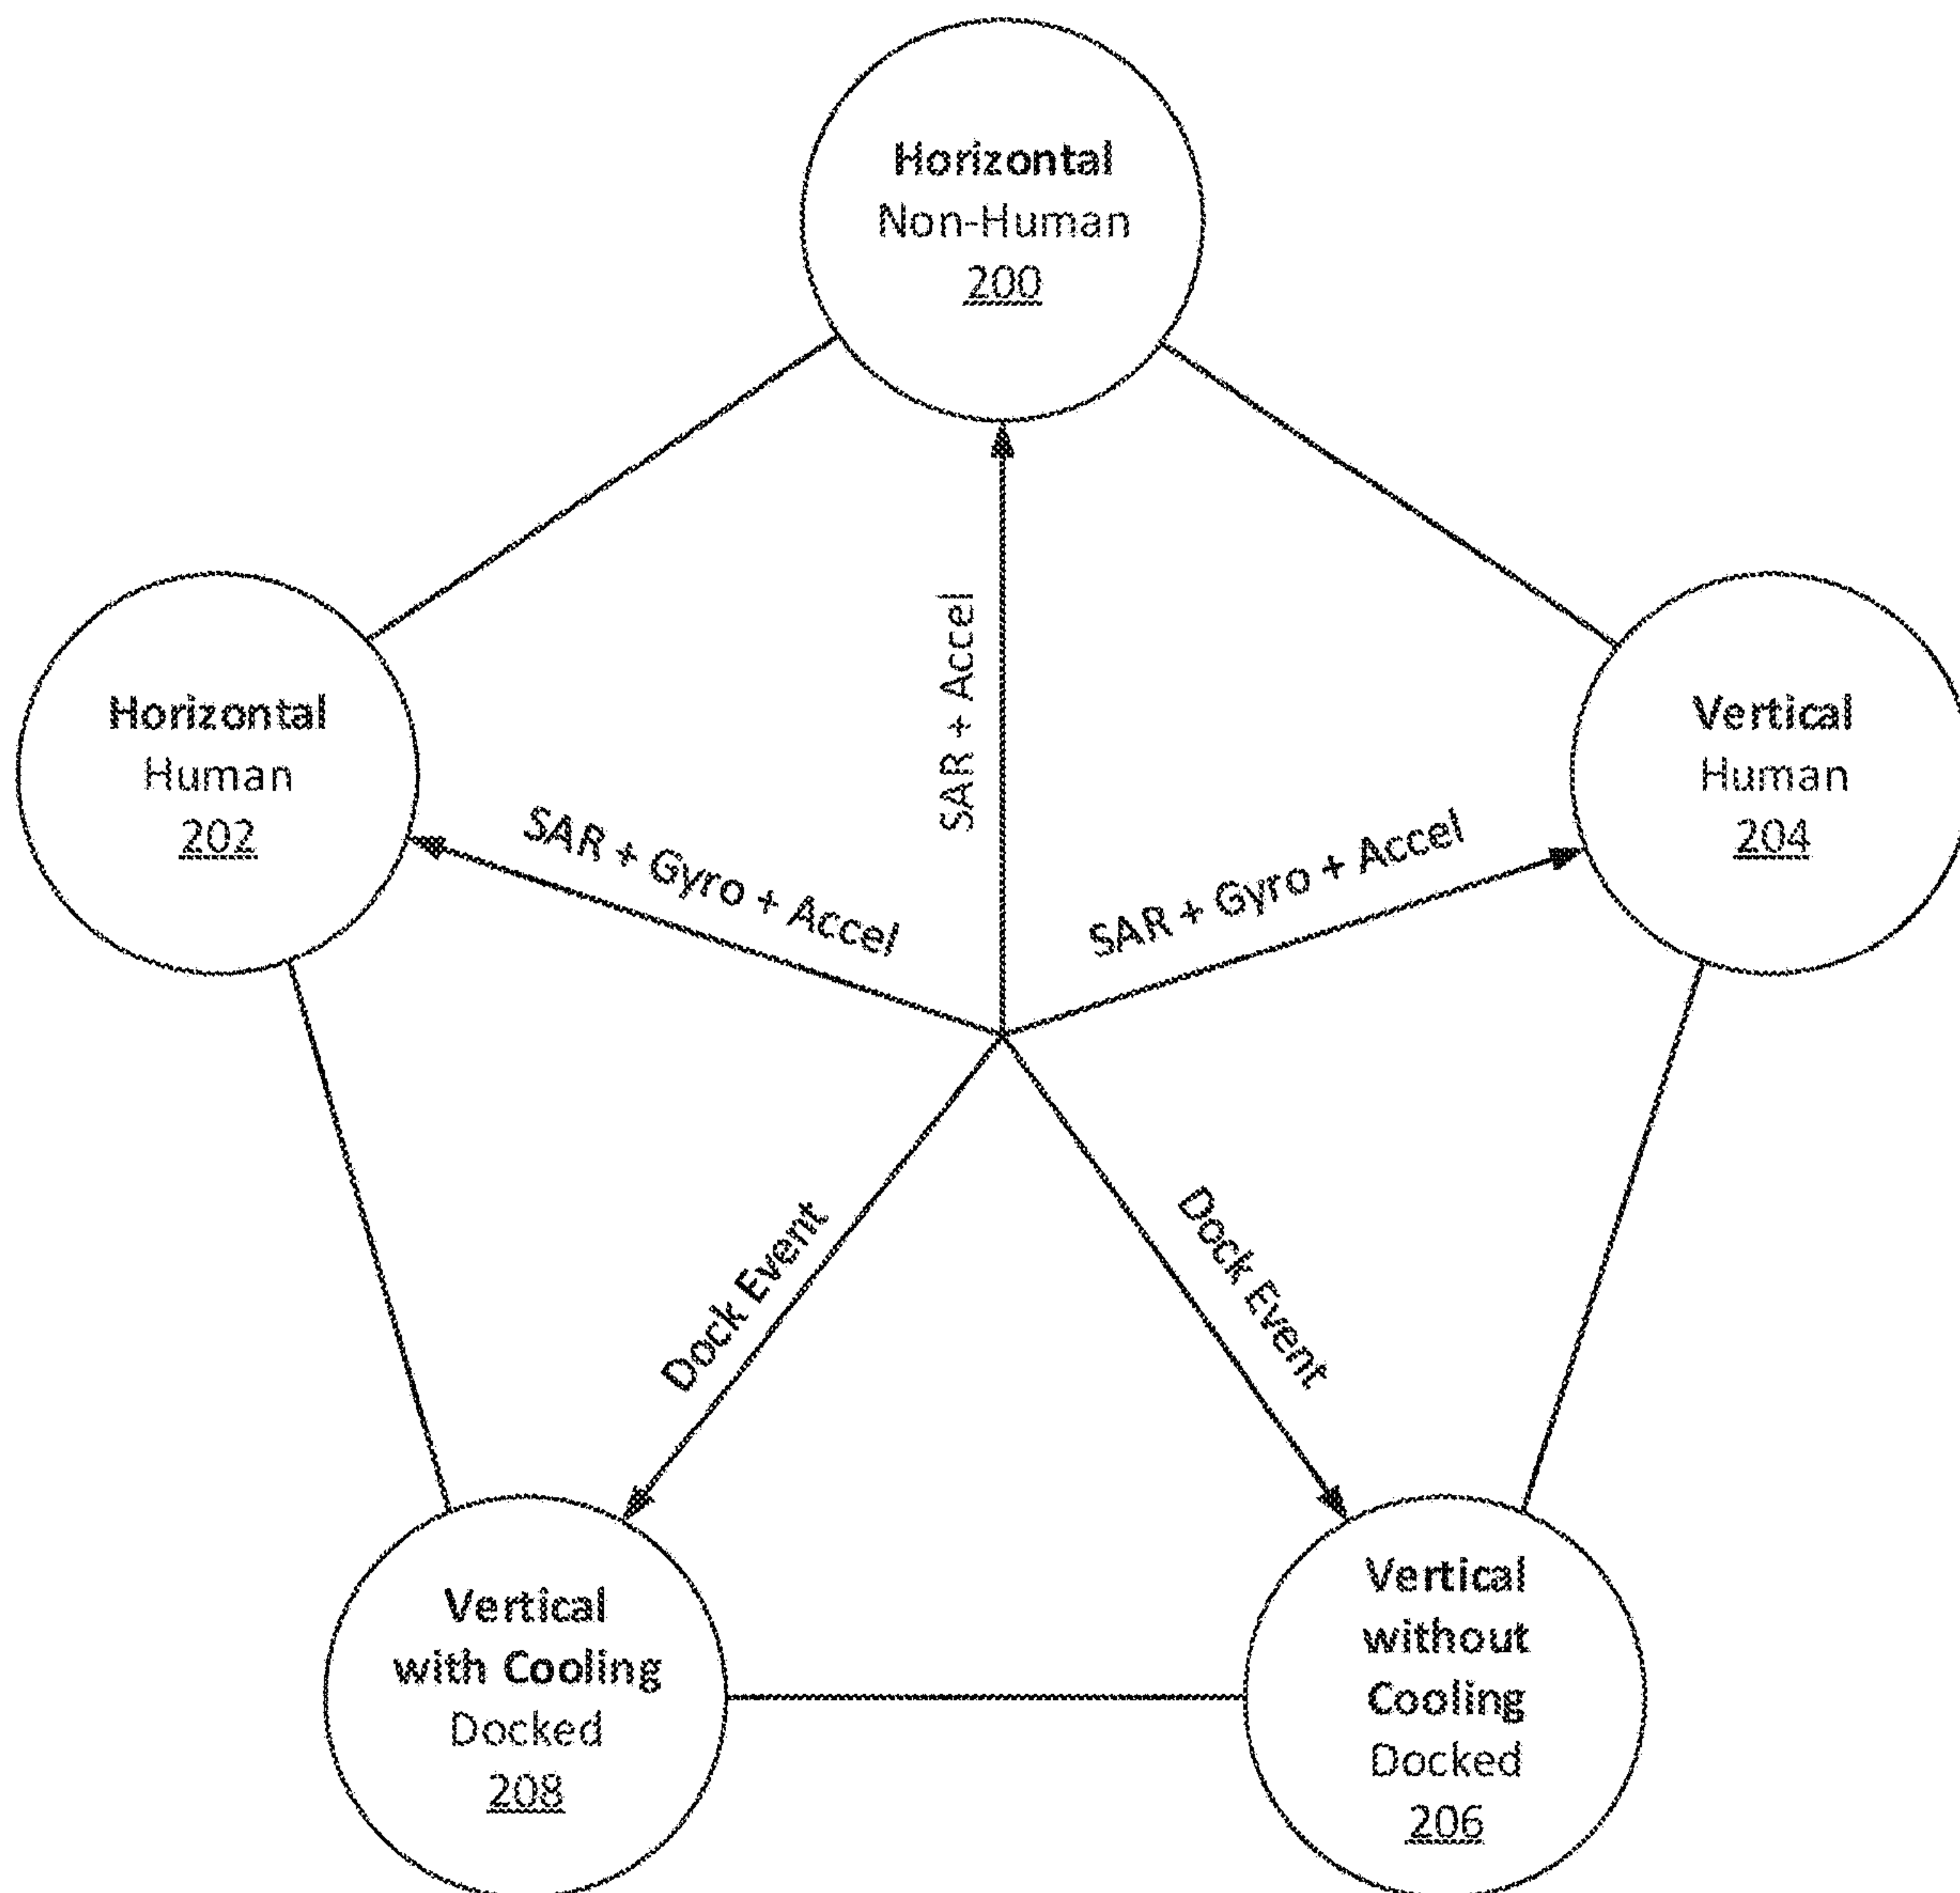 Horizontal
Non-Human
200
SAR + Accel
Horizontal
Human
202
SAR + Gyro + Accel
SAR + Gyro + Accel
Vertical
Human
204
Dock Event
Dock Event
Vertical
with Cooling
Docked
208
Vertical
without
Cooling
Docked
206